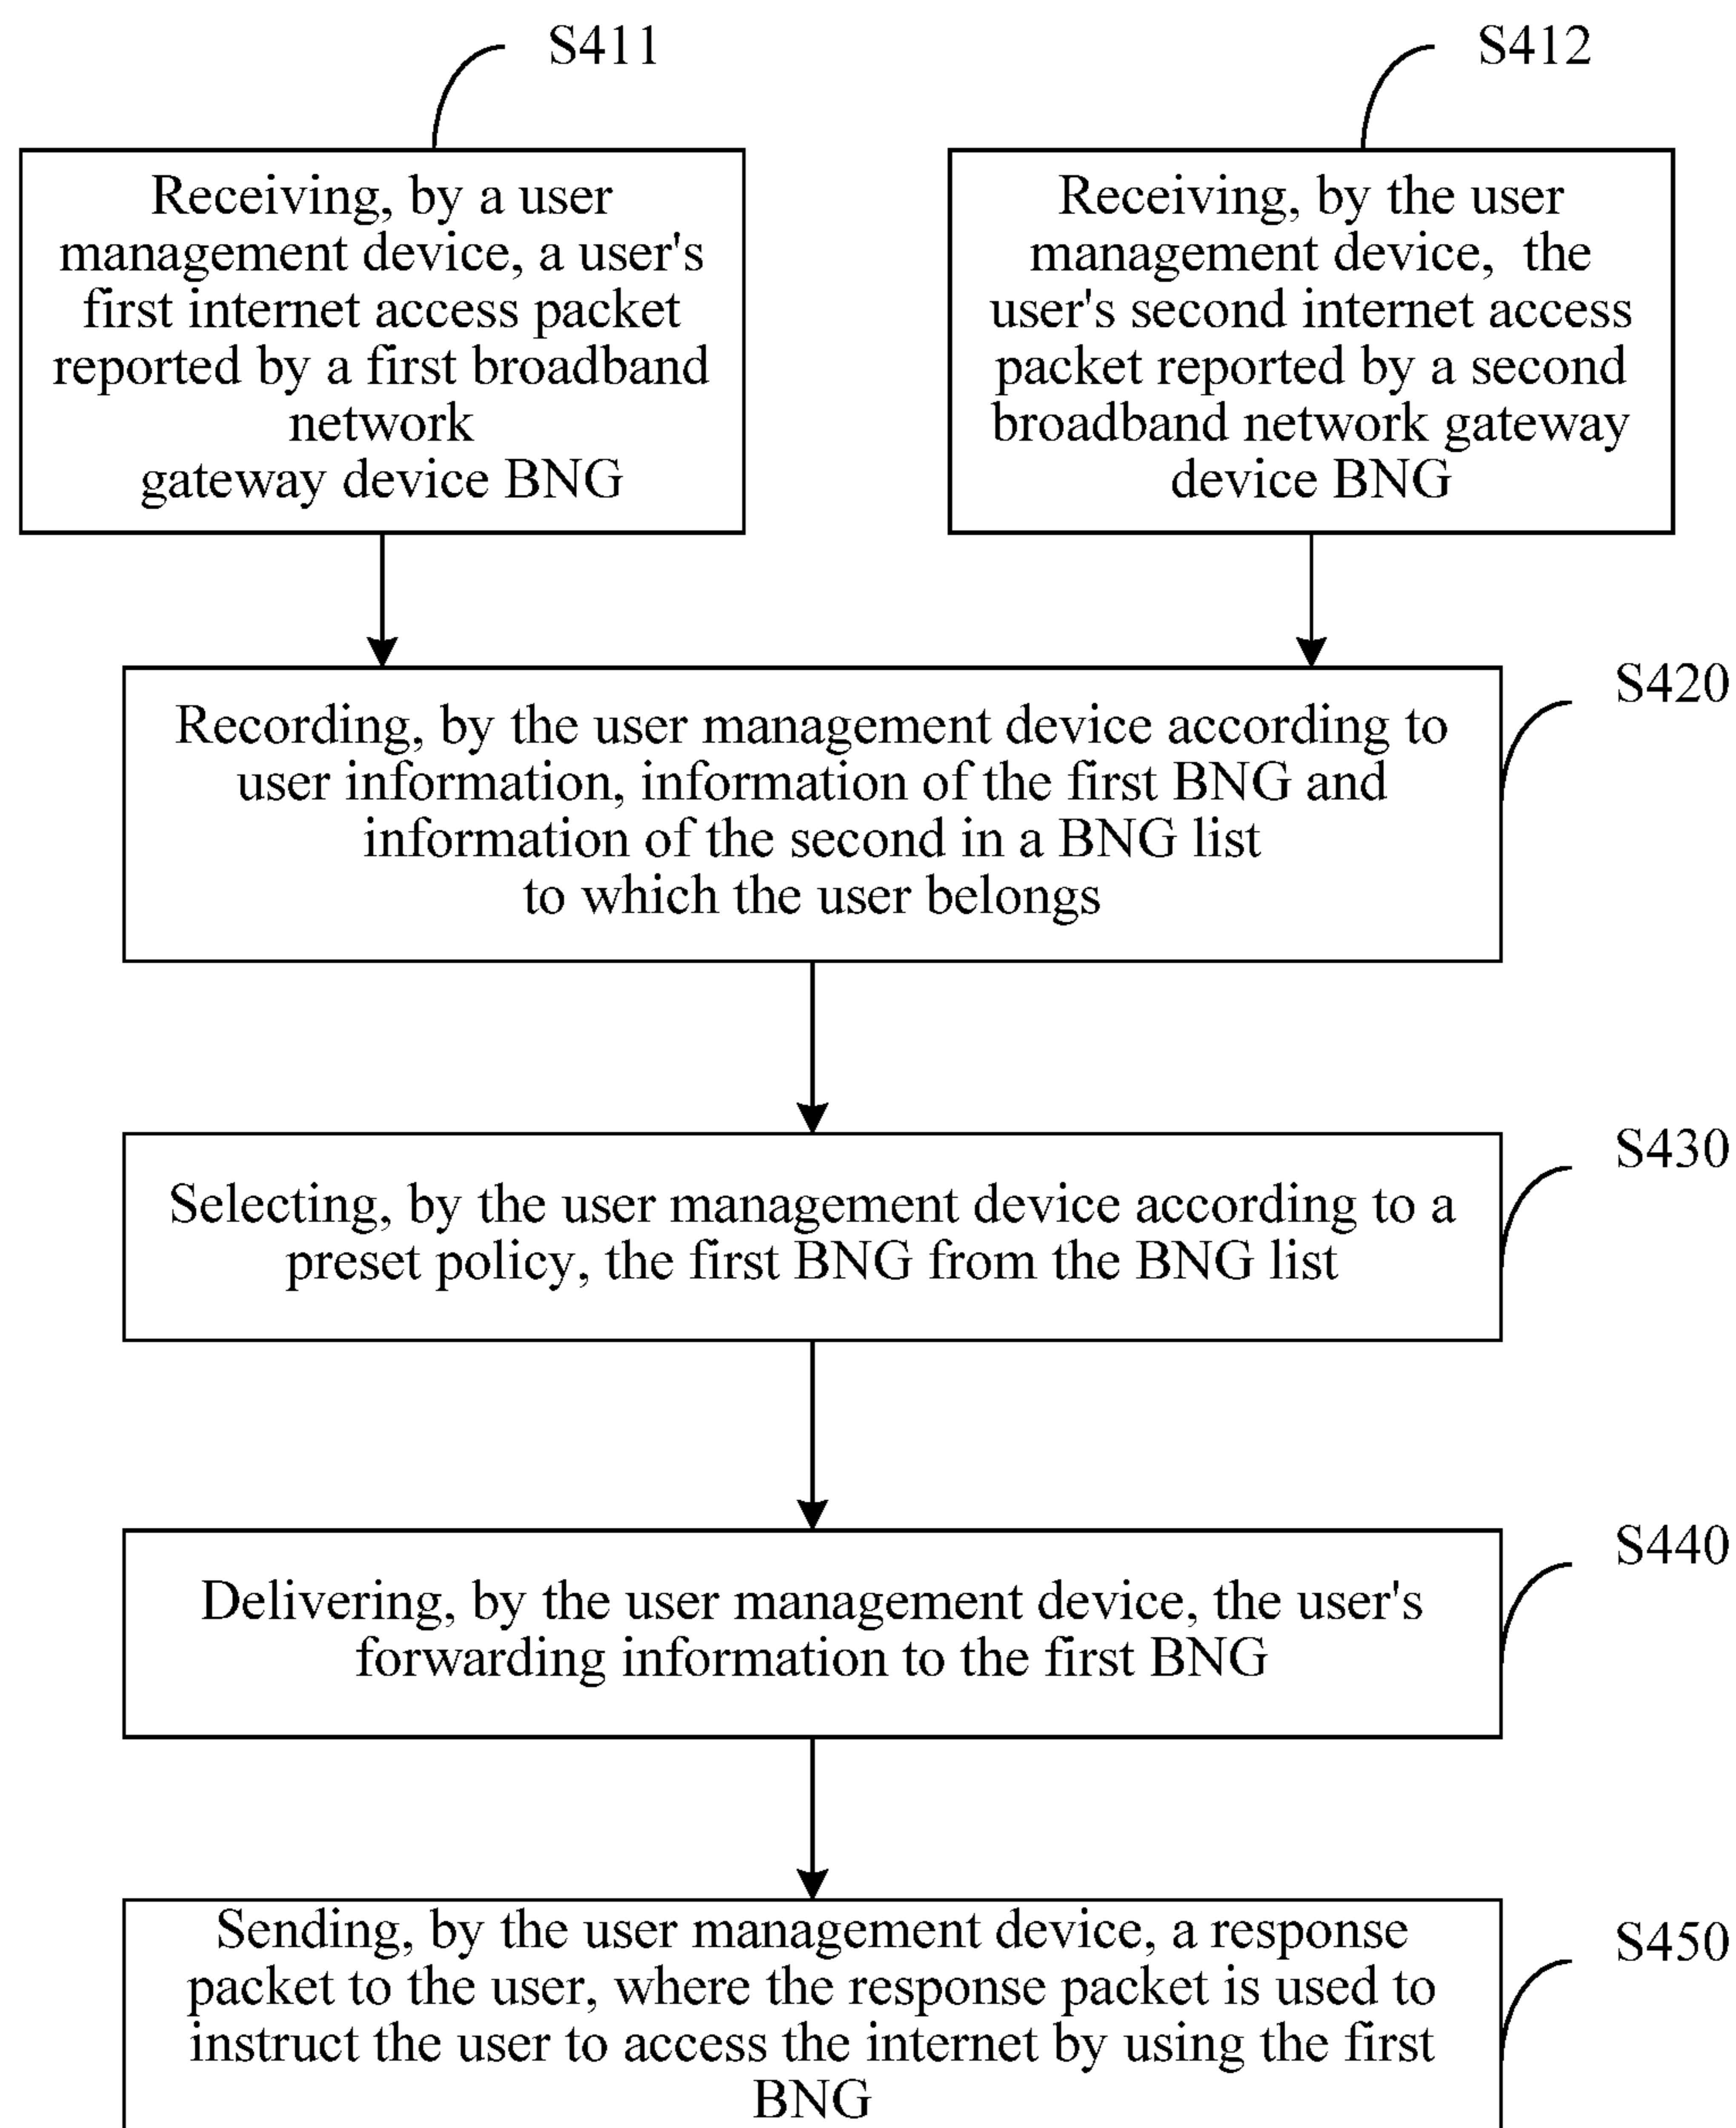 S411
Receiving, by a user
management device, a user's
first internet access packet
reported by a first broadband
network
gateway device BNG
S412
Receiving, by the user
management device,  the
user's second internet access
packet reported by a second
broadband network gateway
device BNG
S420
Recording, by the user management device according to
user information, information of the first BNG and
information of the second in a BNG list
to which the user belongs
S430
Selecting, by the user management device according to a
preset policy, the first BNG from the BNG list
S440
Delivering, by the user management device, the user's
forwarding information to the first BNG
S450
Sending, by the user management device, a response
packet to the user, where the response packet is used to
instruct the user to access the internet by using the first
BNG